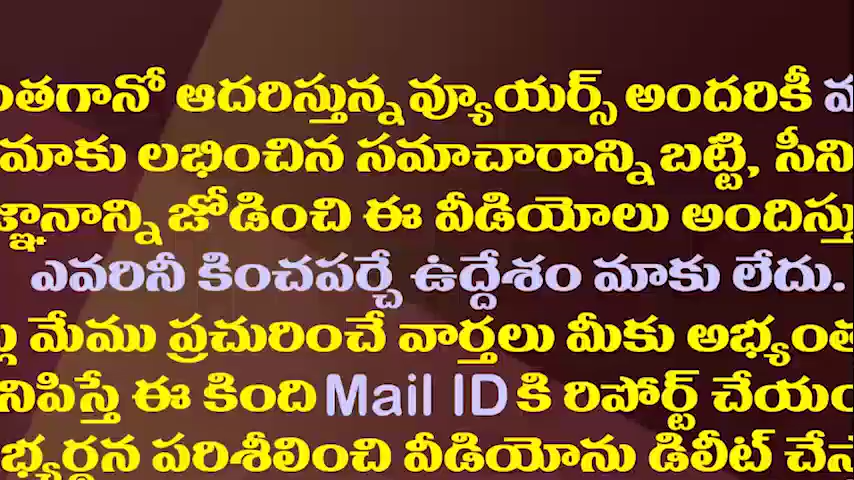 ంతగానో ఆదరిస్తున్న వ్యూయర్స్ అందరికీ
మాకు లభించిన సమాచారాన్ని బట్టి, సీని
జ్ఞానాన్ని జోడించి ఈ వీడియోలు అందిస్తు
ఎవరినీ కించపర్చే ఉద్దేశం మాకు లేదు.
మేము ప్రచురించే వార్తలు మీకు అభ్యంత
నిపిస్తే ఈ కింది Mail ID కి రిపోర్ట్ చేయం
భ్యర్థన పరిశీలించి వీడియోను డిలీట్ చేస